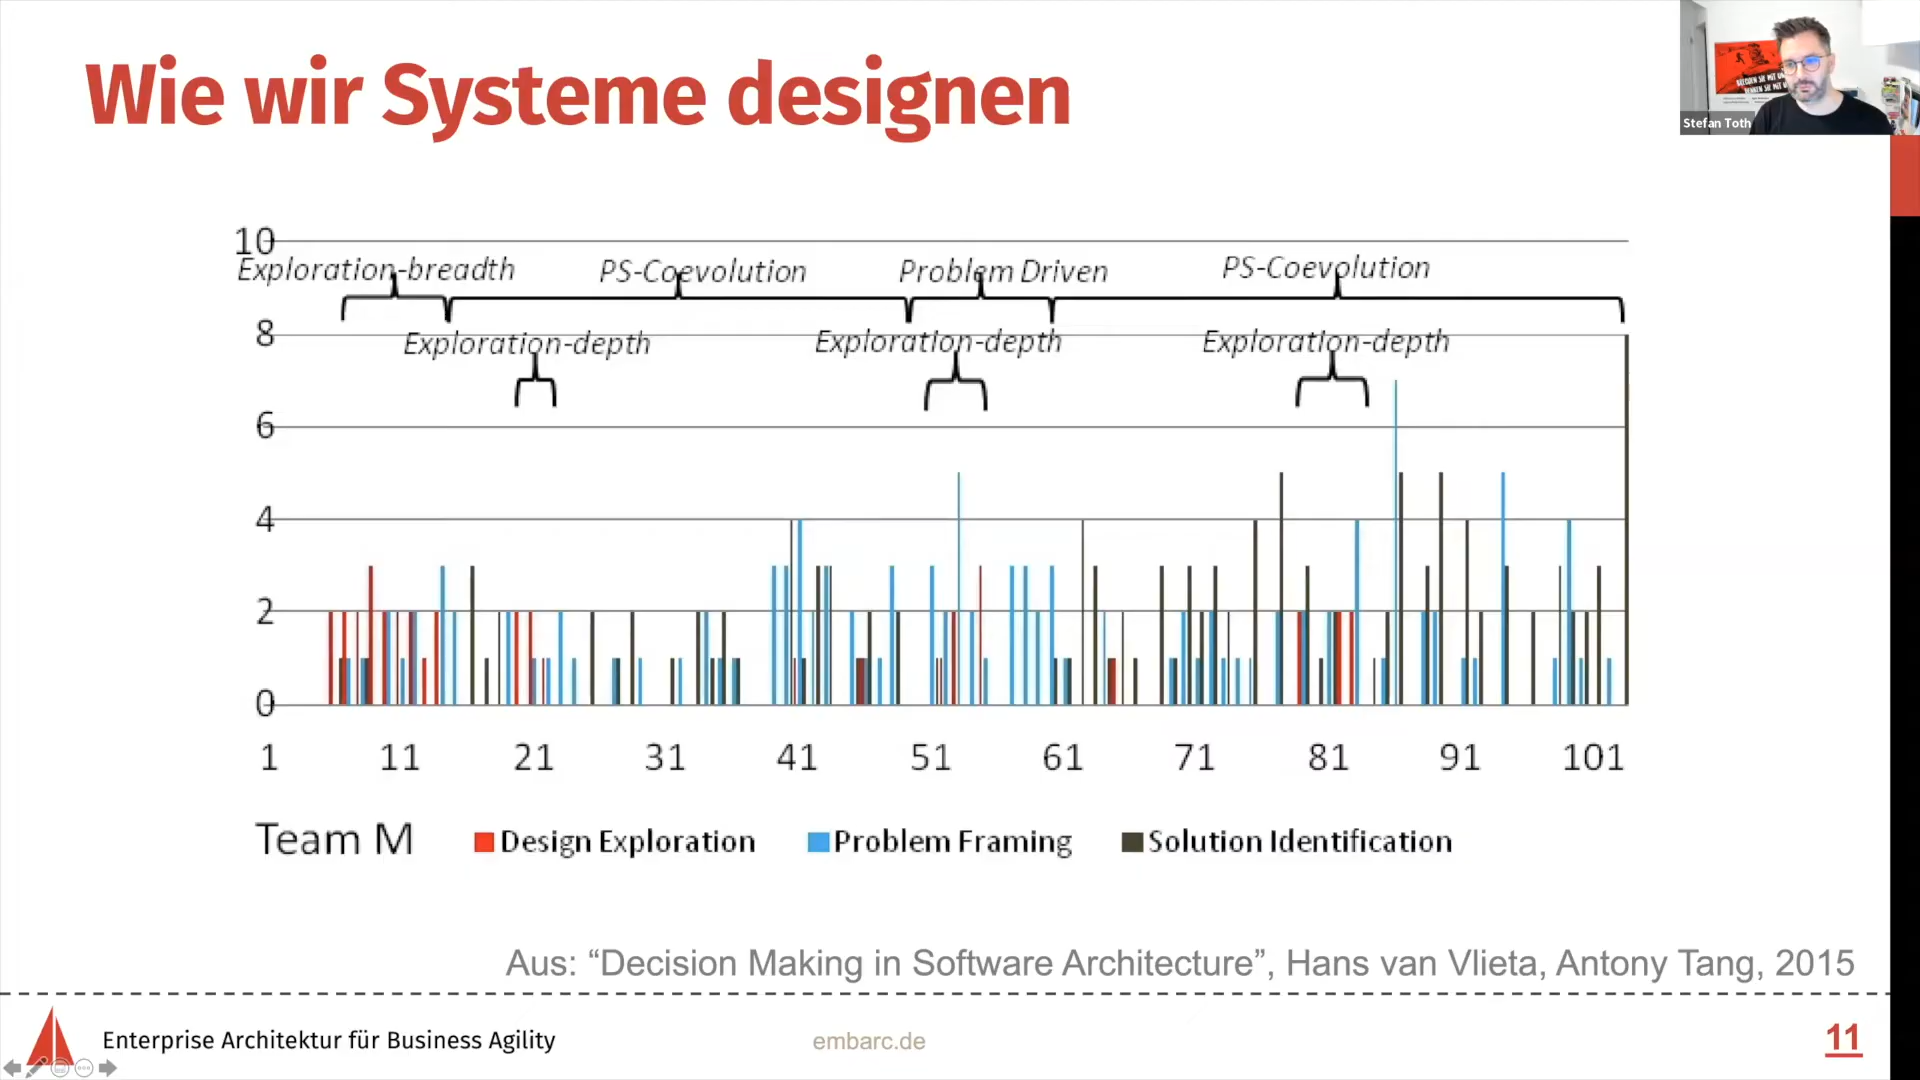 Wie wir Systeme designen
Stefan Toth
10
Exploration-breadth PS-Coevolution Problem Driven PS-Coevolution
8
Exploration-depth Exploration-depth Exploration-depth
6
4
2
0
1 11 21 31 41 51 61 71 81 91 101
Team M Design Exploration Problem Framing Solution Identification
Aus: “Decision Making in Software Architecture”, Hans van Vlieta, Antony Tang, 2015
Enterprise Architektur für Business Agility embarc.de 11